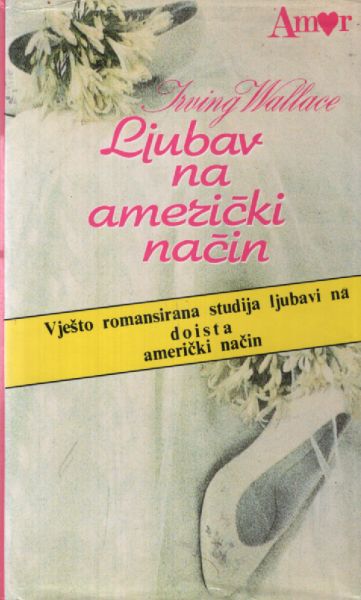 Amor
Irving Wallace
Ljubav
na
američki
način
Vješto romansirana studija ljubavi na
doista
američki način